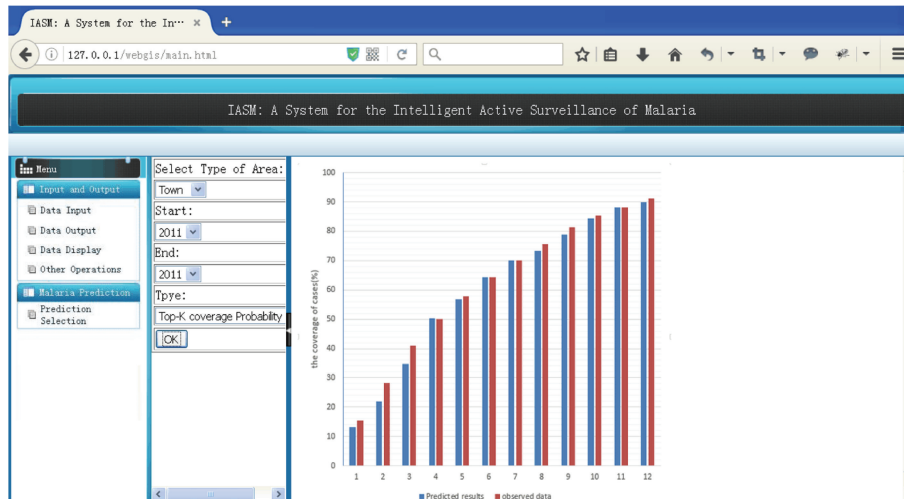 IASM: A System for the In··· ×
+
127.0.0.1/webgis/main.html
IASM: A System for the Intelligent Active Surveillance of Malaria
Menu
Input and Output
Data Input
Data Output
Data Display
Other Operations
Malaria Prediction
Prediction
Selection
Select Type of Area:
Town
Start:
2011
End:
2011
Tpye:
Top-K coverage Probability
OK
the coverage of cases(%)
100
90
80
70
60
50
40
30
20
10
0
1 2 3 4 5 6 7 8 9 10 11 12
Predicted results observed data